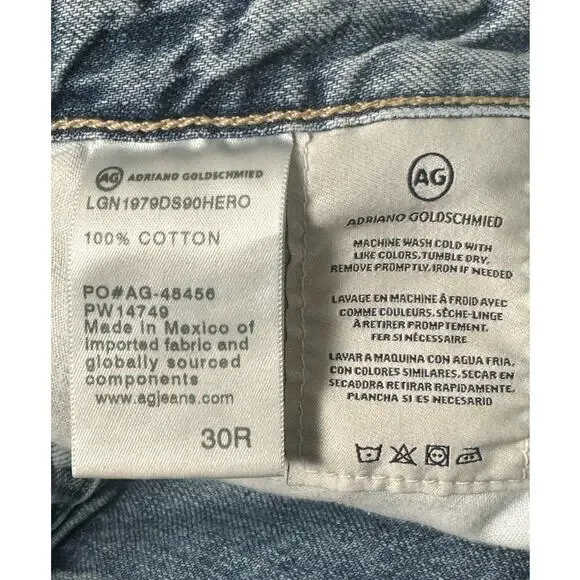 AG ADRIANO GOLDSCHMIED
LGN1979DS90HERO
100% COTTON
PO#AG-48456
PW14749
Made in Mexico of
imported fabric and
globally sourced
components
www.agjeans.com
30R
AG
ADRIANO GOLDSCHMIED
MACHINE WASH COLD WITH
LIKE COLORS. TUMBLE DRY.
REMOVE PROMPTLY. IRON IF NEEDED
LAVAGE EN MACHINE À FROID AVEC
COMME COULEURS. SÈCHE-LINGE
À RETIRER PROMPTEMENT.
FER SI NÉCESSAIRE
LAVAR A MAQUINA CON AGUA FRIA.
CON COLORES SIMILARES. SECAR EN
SECADORA RETIRAR RAPIDAMENTE.
PLANCHA SI ES NECESARIO